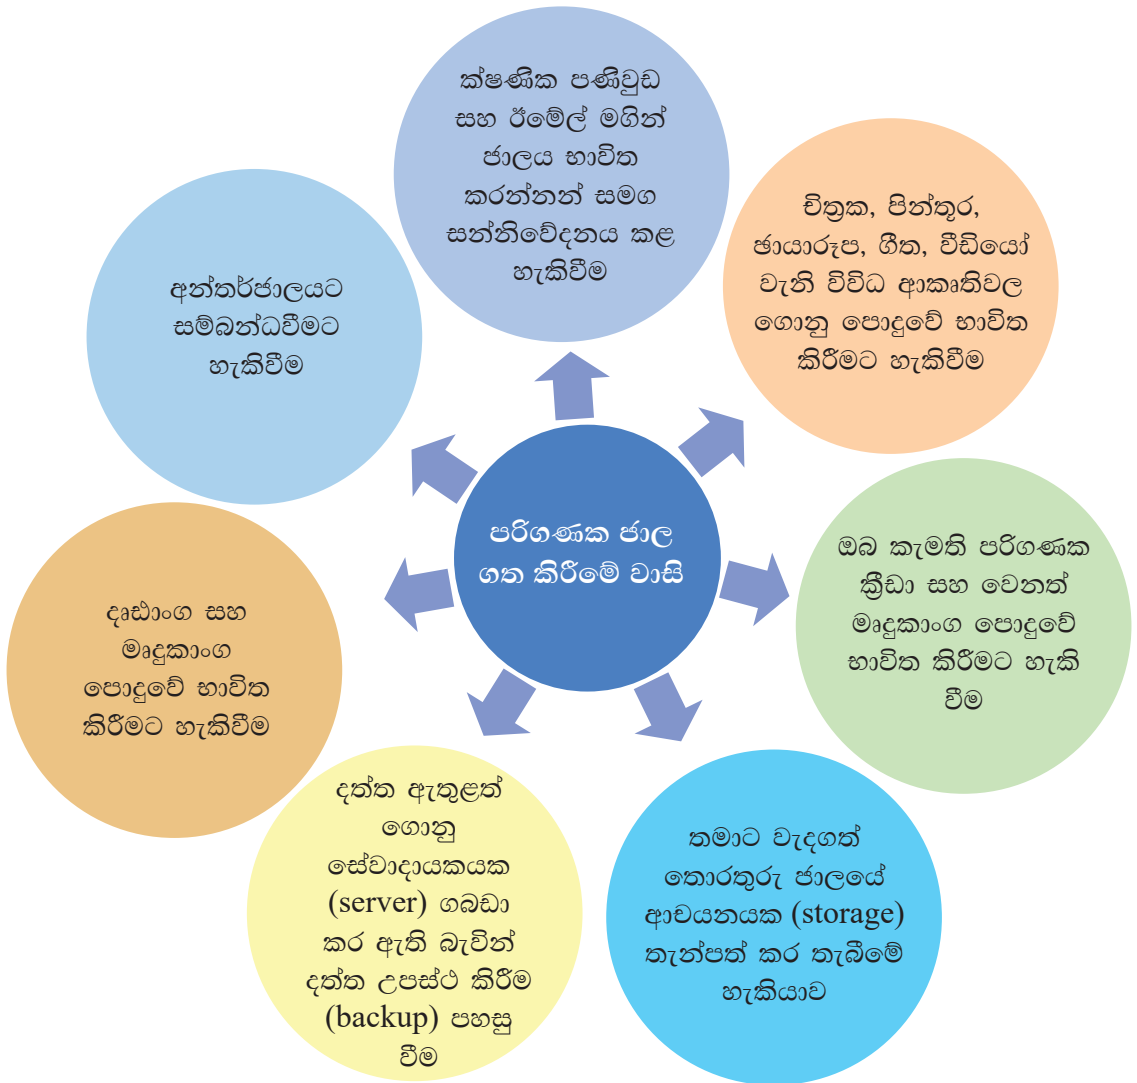 ක්ෂණික පණිවුඩ
සහ ඊමේල් මගින්
ජාලය භාවිත
කරන්නන් සමග
සන්නිවේදනය කළ
හැකිවීම
චිත්‍රක, පින්තූර,
ඡායාරූප, ගීත, වීඩියෝ
වැනි විවිධ ආකෘතිවල
ගොනු පොදුවේ භාවිත
කිරීමට හැකිවීම
ඔබ කැමති පරිගණක
ක්‍රීඩා සහ වෙනත්
මෘදුකාංග පොදුවේ
භාවිත කිරීමට හැකි
වීම
තමාට වැදගත්
තොරතුරු ජාලයේ
ආචයනයක (storage)
තැන්පත් කර තැබීමේ
හැකියාව
දත්ත ඇතුළත්
ගොනු
සේවාදායකයක
(server) ගබඩා
කර ඇති බැවින්
දත්ත උපස්ථ කිරීම
(backup) පහසු
වීම
දෘඪාංග සහ
මෘදුකාංග
පොදුවේ භාවිත
කිරීමට හැකිවීම
අන්තර්ජාලයට
සම්බන්ධවීමට
හැකිවීම
පරිගණක ජාල
ගත කිරීමේ වාසි